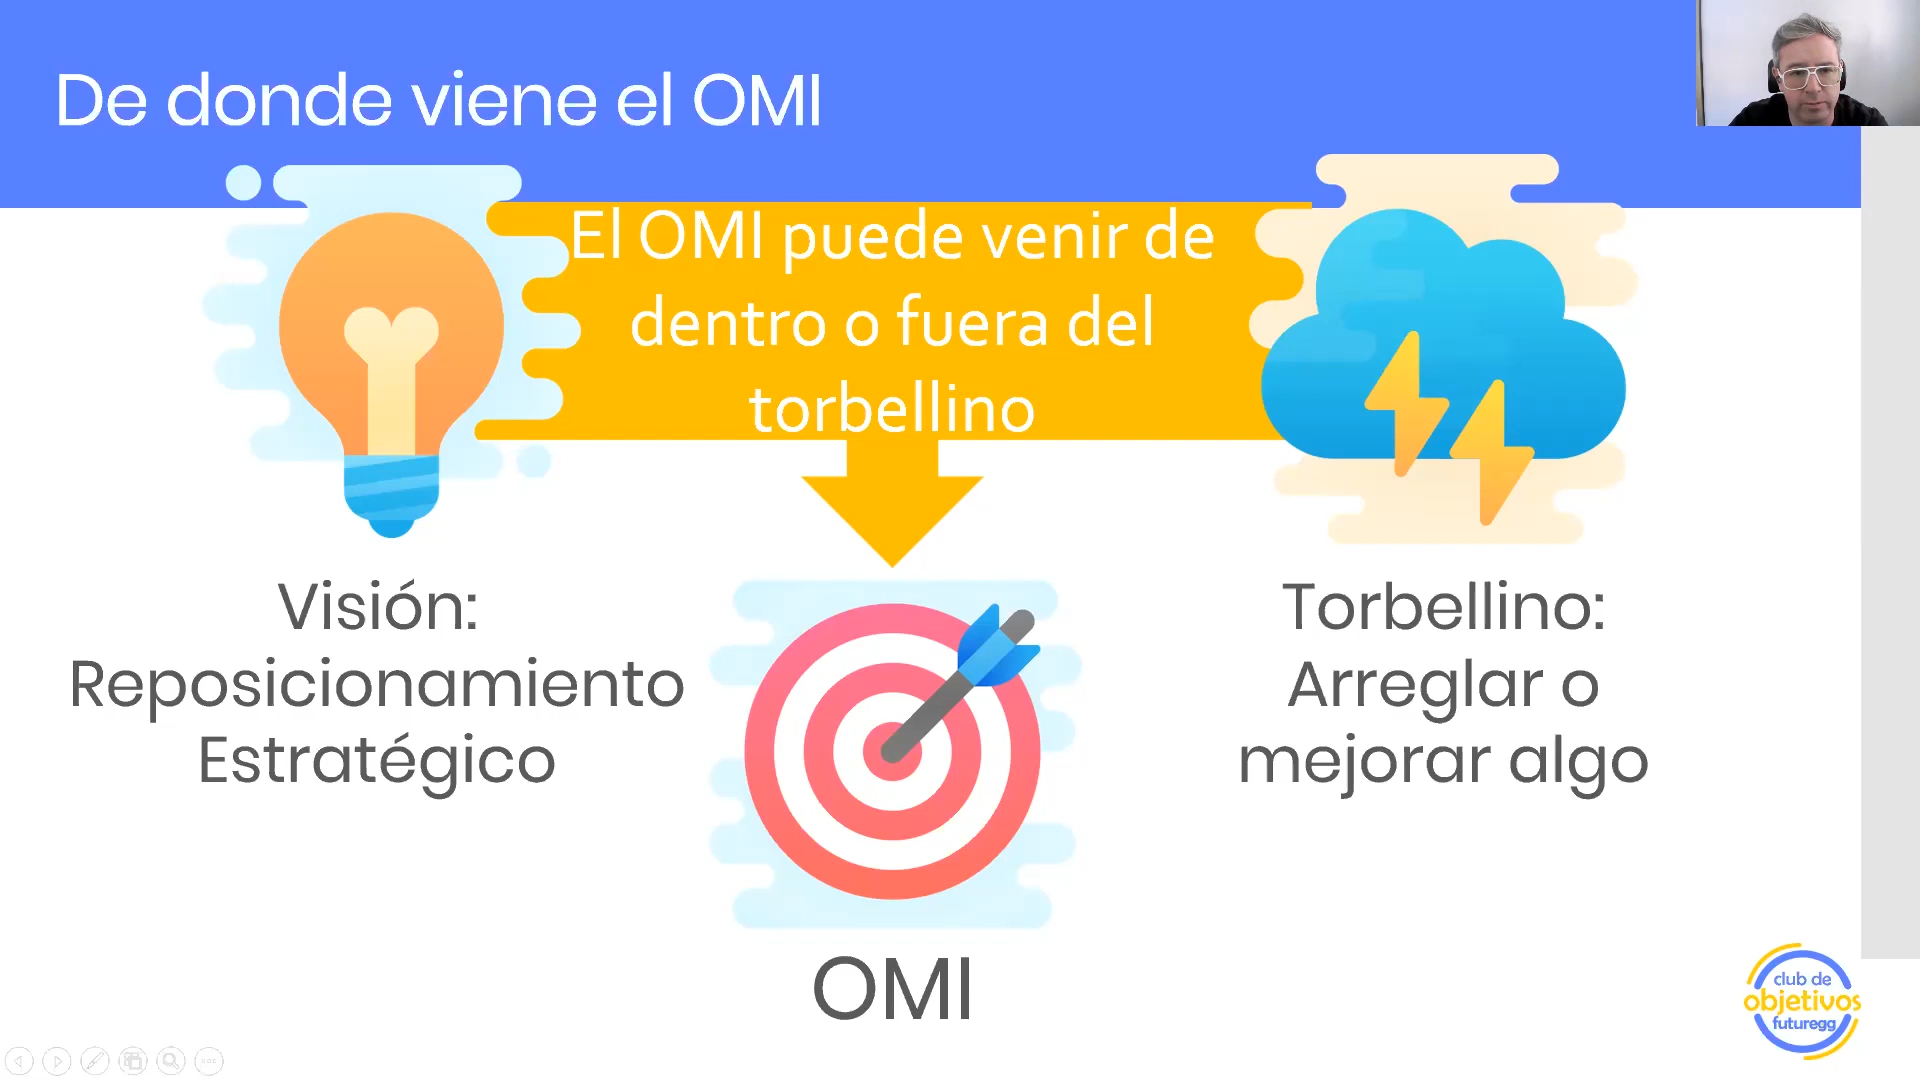 De donde viene el OMI
El OMI puede venir de
dentro o fuera del
torbellino
Visión:
Reposicionamiento
Estratégico
Torbellino:
Arreglar o
mejorar algo
OMI
club de
objetivos
futuregg